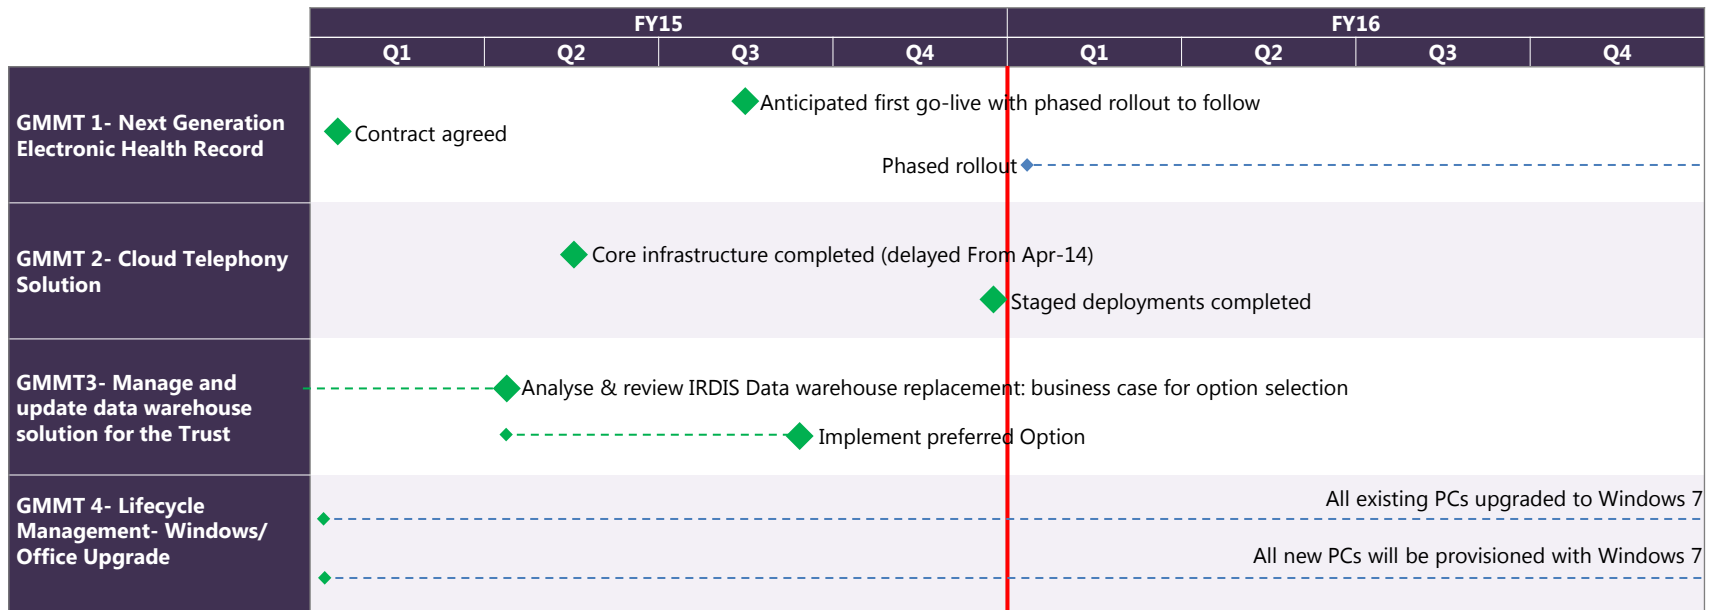 FY15
FY16
Q1
Q2
Q3
Q4
Q1
Q2
Q3
Q4
GMMT 1- Next Generation
Electronic Health Record
Anticipated first go-live with phased rollout to follow
Contract agreed
Phased rollout
GMMT 2- Cloud Telephony
Solution
Core infrastructure completed (delayed From Apr-14)
Staged deployments completed
GMMT3- Manage and
update data warehouse
solution for the Trust
Analyse & review IRDIS Data warehouse replacement: business case for option selection
Implement preferred Option
GMMT 4- Lifecycle
Management- Windows/
Office Upgrade
All existing PCs upgraded to Windows 7
All new PCs will be provisioned with Windows 7